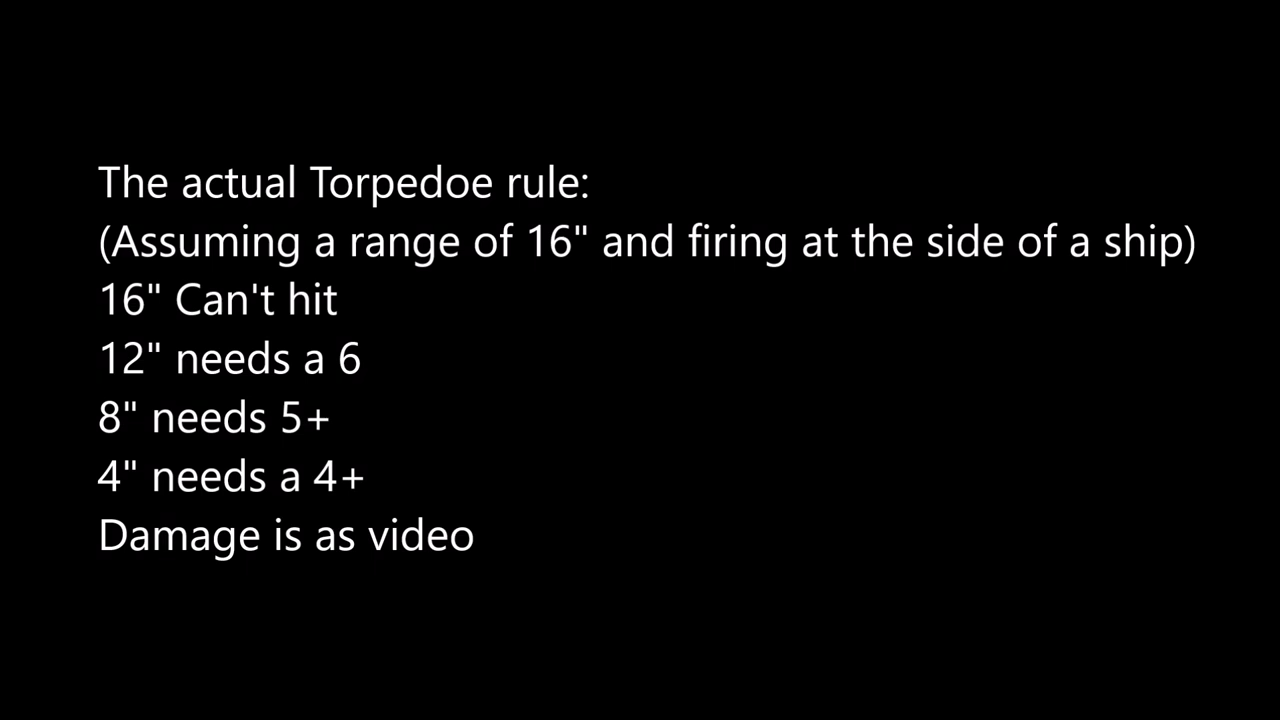 The actual Torpedoe rule:
(Assuming a range of 16" and firing at the side of a ship)
16" Can't hit
12" needs a 6
8" needs 5+
4" needs a 4+
Damage is as video